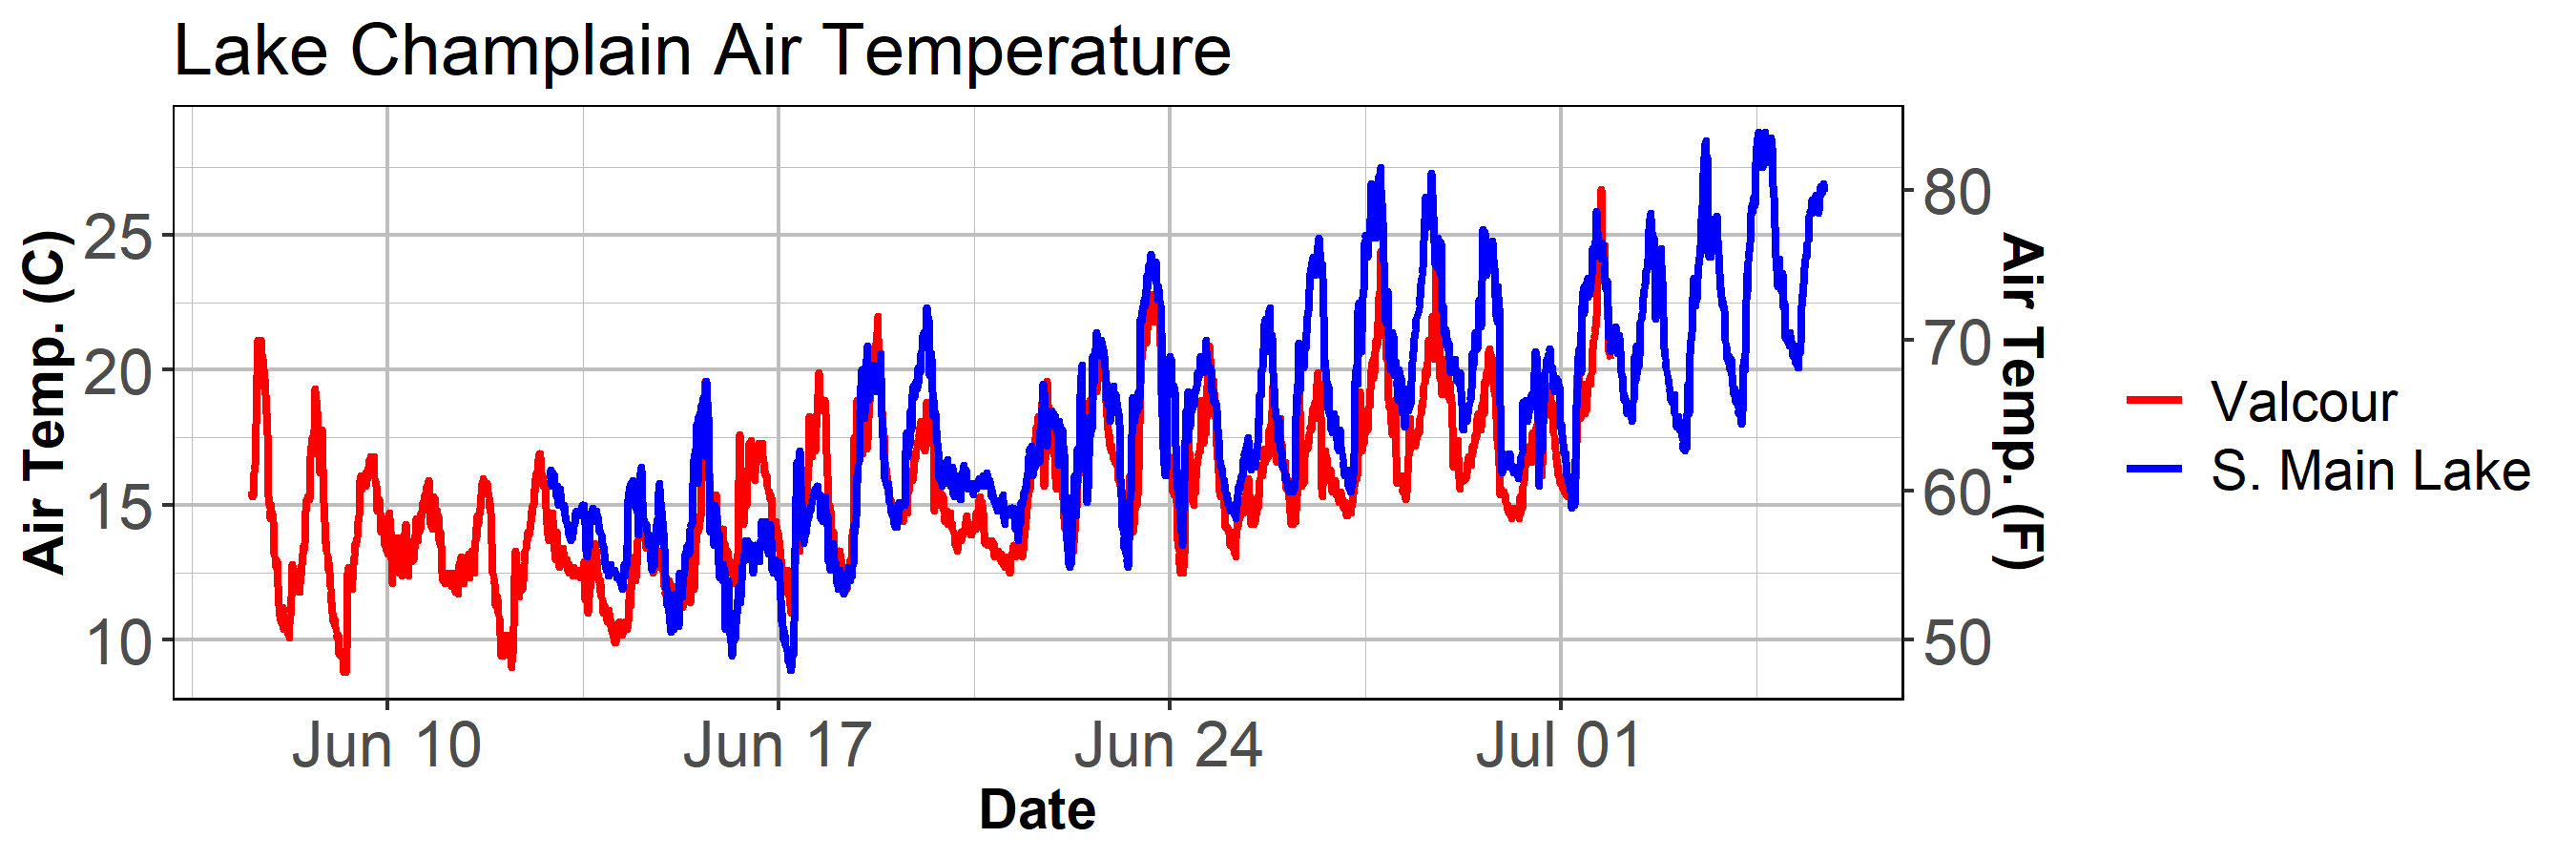 Lake Champlain Air Temperature
Air Temp. (C)
25
20
15
10
80
70
60
50
Air Temp. (F)
Jun 10
Jun 17
Jun 24
Jul 01
Date
Valcour
S. Main Lake